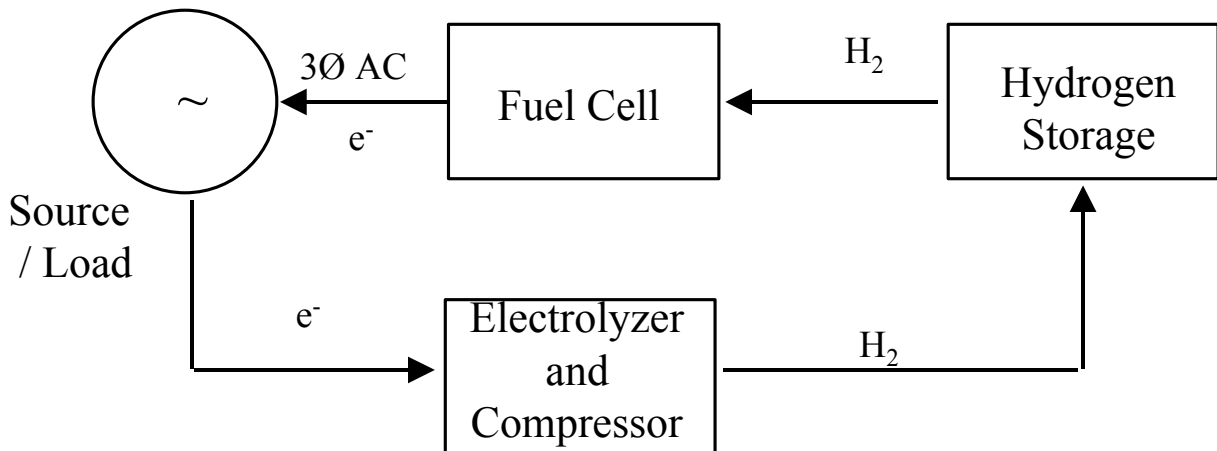 3Ø AC
e⁻
~
Fuel Cell
H₂
Hydrogen
Storage
Source
/ Load
e⁻
Electrolyzer
and
Compressor
H₂